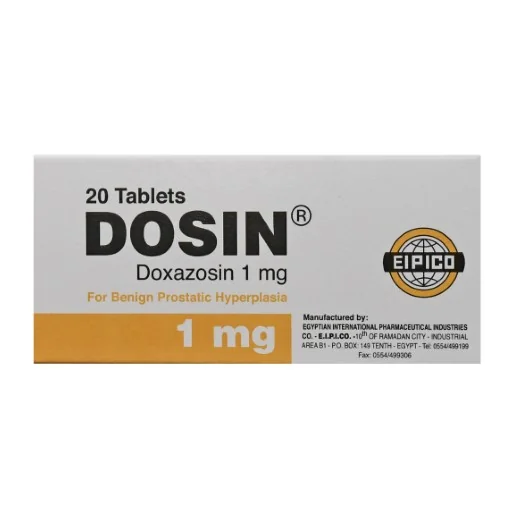 20 Tablets
DOSIN®
Doxazosin 1 mg
For Benign Prostatic Hyperplasia
1 mg
EIPICO
Manufactured by:
EGYPTIAN INTERNATIONAL PHARMACEUTICAL INDUSTRIES
CO. - E.I.P.I.CO. -10th OF RAMADAN CITY - INDUSTRIAL
AREA B1 - P.O. BOX: 149 TENTH - EGYPT - Tel: 0554/499199
Fax: 0554/499306